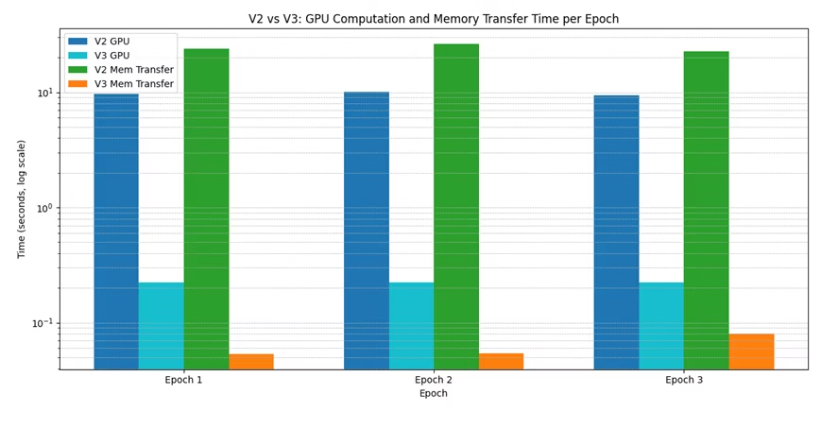 V2 vs V3: GPU Computation and Memory Transfer Time per Epoch
V2 GPU
V3 GPU
V2 Mem Transfer
V3 Mem Transfer
Time (seconds, log scale)
10¹
10⁰
10⁻¹
Epoch 1
Epoch 2
Epoch 3
Epoch